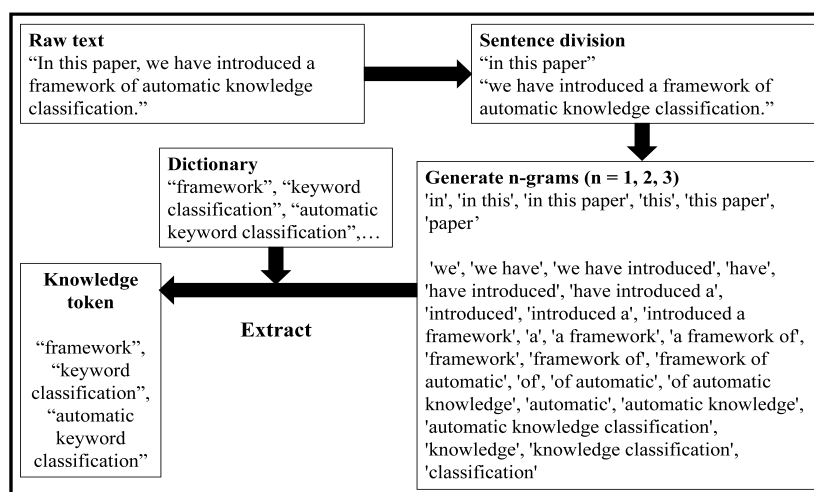 Raw text
“In this paper, we have introduced a
framework of automatic knowledge
classification.”
Sentence division
“in this paper”
“we have introduced a framework of
automatic knowledge classification.”
Dictionary
“framework”, “keyword
classification”, “automatic
keyword classification”,…
Generate n-grams (n = 1, 2, 3)
'in', 'in this', 'in this paper', 'this', 'this paper',
'paper’
'we', 'we have', 'we have introduced', 'have',
'have introduced', 'have introduced a',
'introduced', 'introduced a', 'introduced a
framework', 'a', 'a framework', 'a framework of',
'framework', 'framework of', 'framework of
automatic', 'of', 'of automatic', 'of automatic
knowledge', 'automatic', 'automatic knowledge',
'automatic knowledge classification',
'knowledge', 'knowledge classification',
'classification'
Extract
Knowledge
token
“framework”,
“keyword
classification”,
“automatic
keyword
classification”